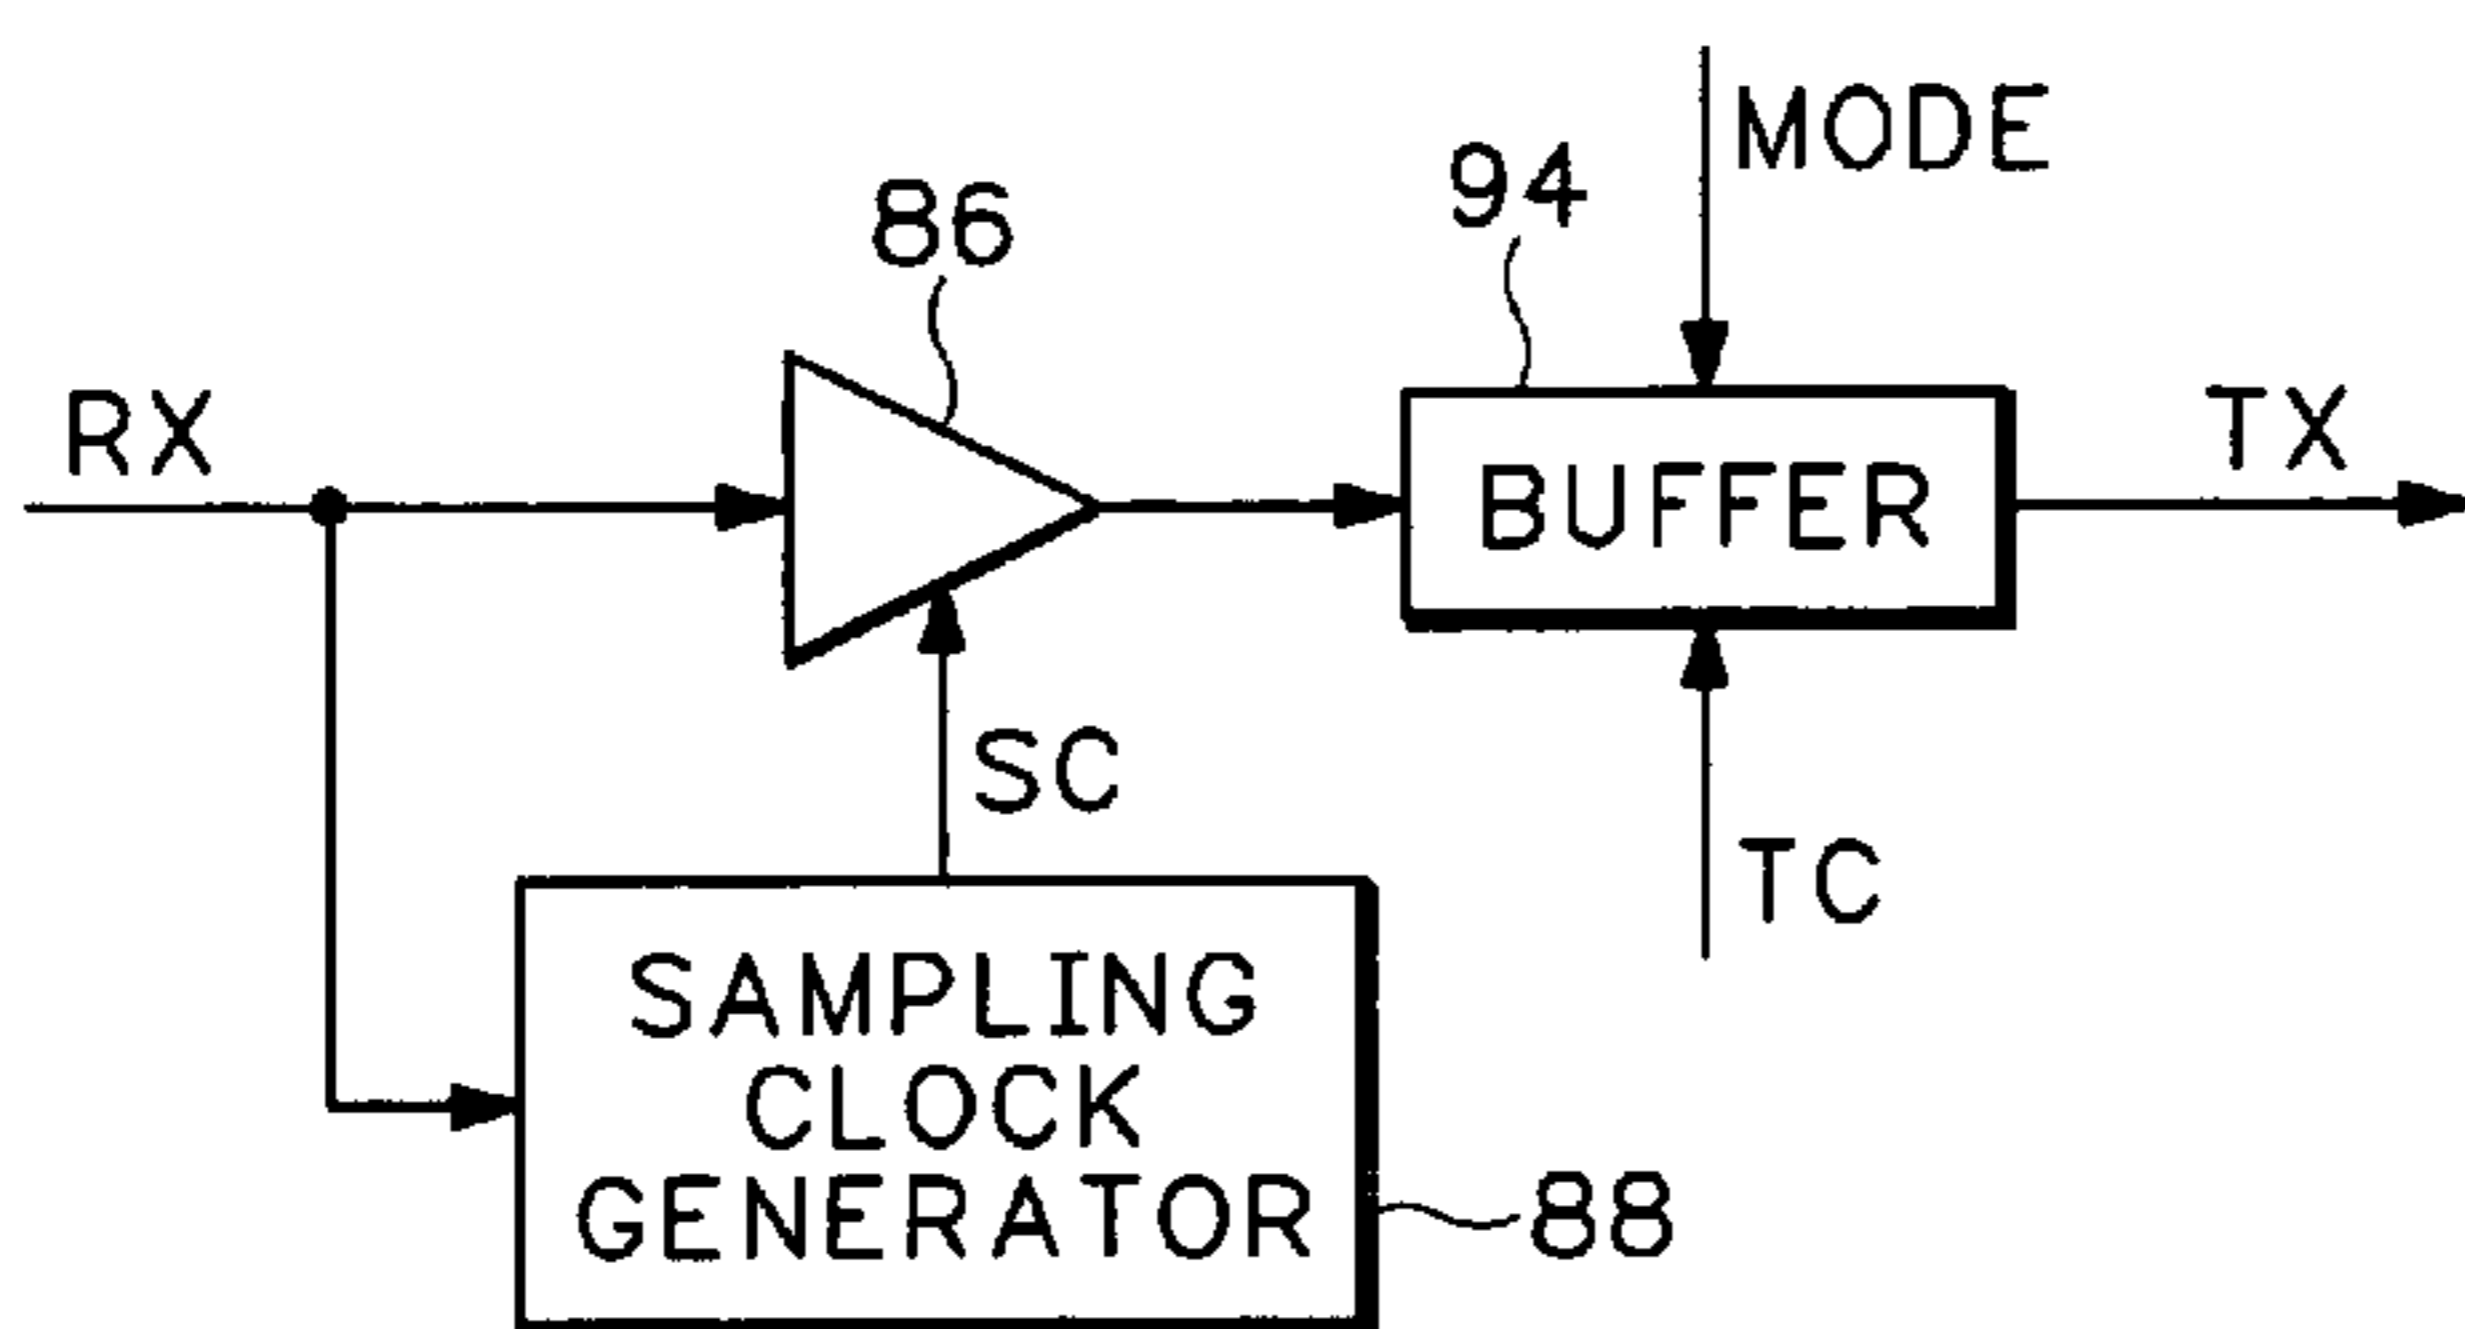 MODE
94
86
RX
TX
BUFFER
SC
TC
SAMPLING
CLOCK
GENERATOR
88